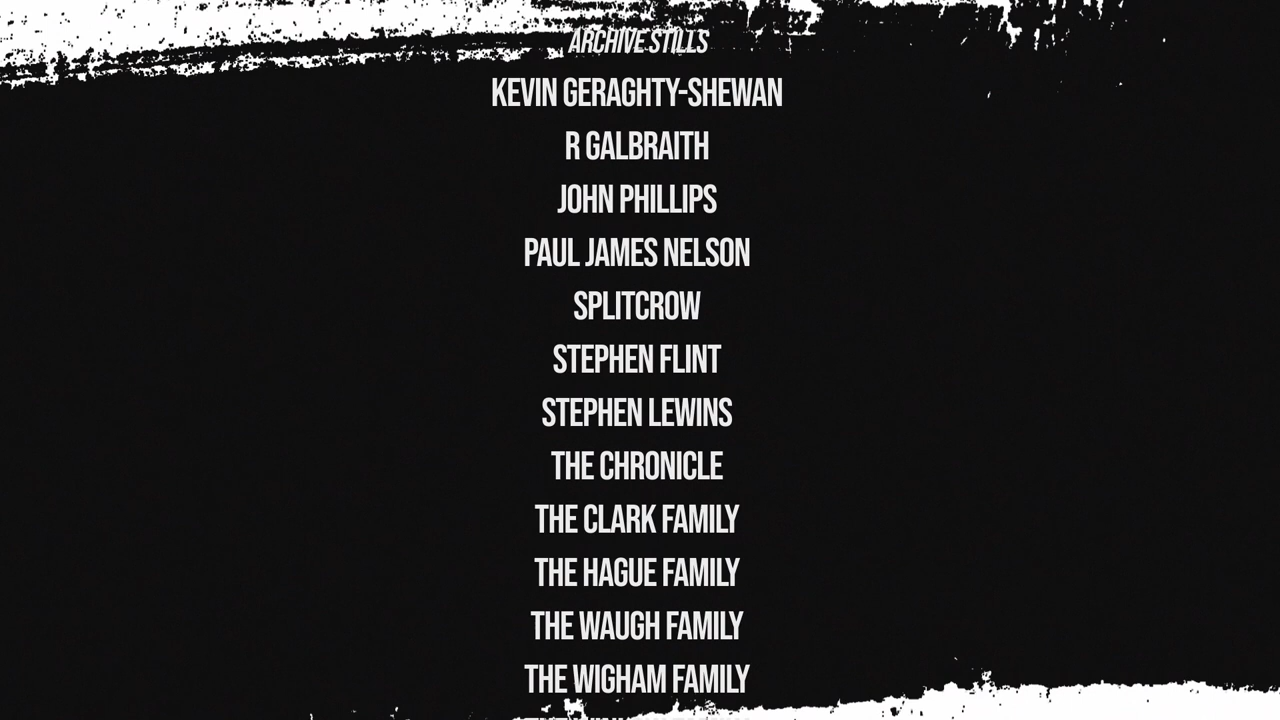 ARCHIVE STILLS
KEVIN GERAGHTY-SHEWAN
R GALBRAITH
JOHN PHILLIPS
PAUL JAMES NELSON
SPLITCROW
STEPHEN FLINT
STEPHEN LEWINS
THE CHRONICLE
THE CLARK FAMILY
THE HAGUE FAMILY
THE WAUGH FAMILY
THE WIGHAM FAMILY